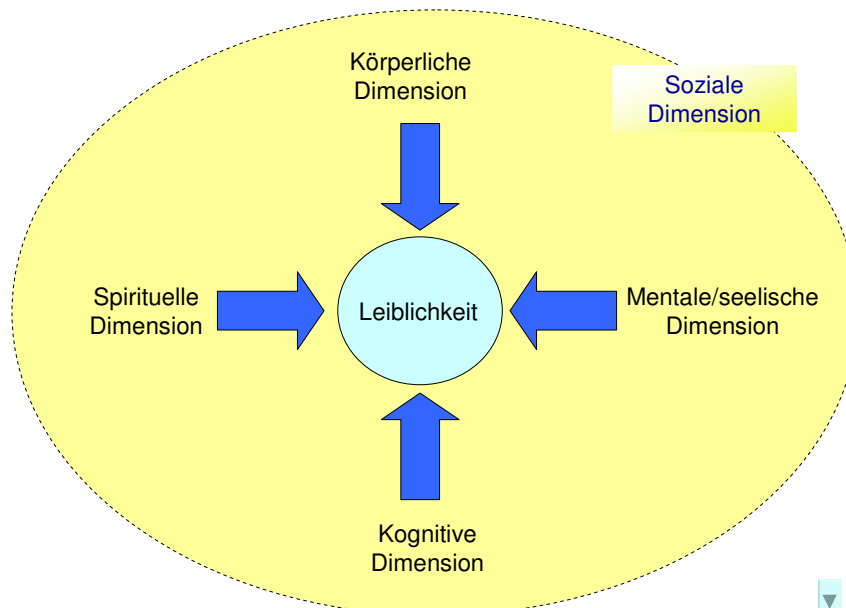 Körperliche
Dimension
Soziale
Dimension
Spirituelle
Dimension
Leiblichkeit
Mentale/seelische
Dimension
Kognitive
Dimension